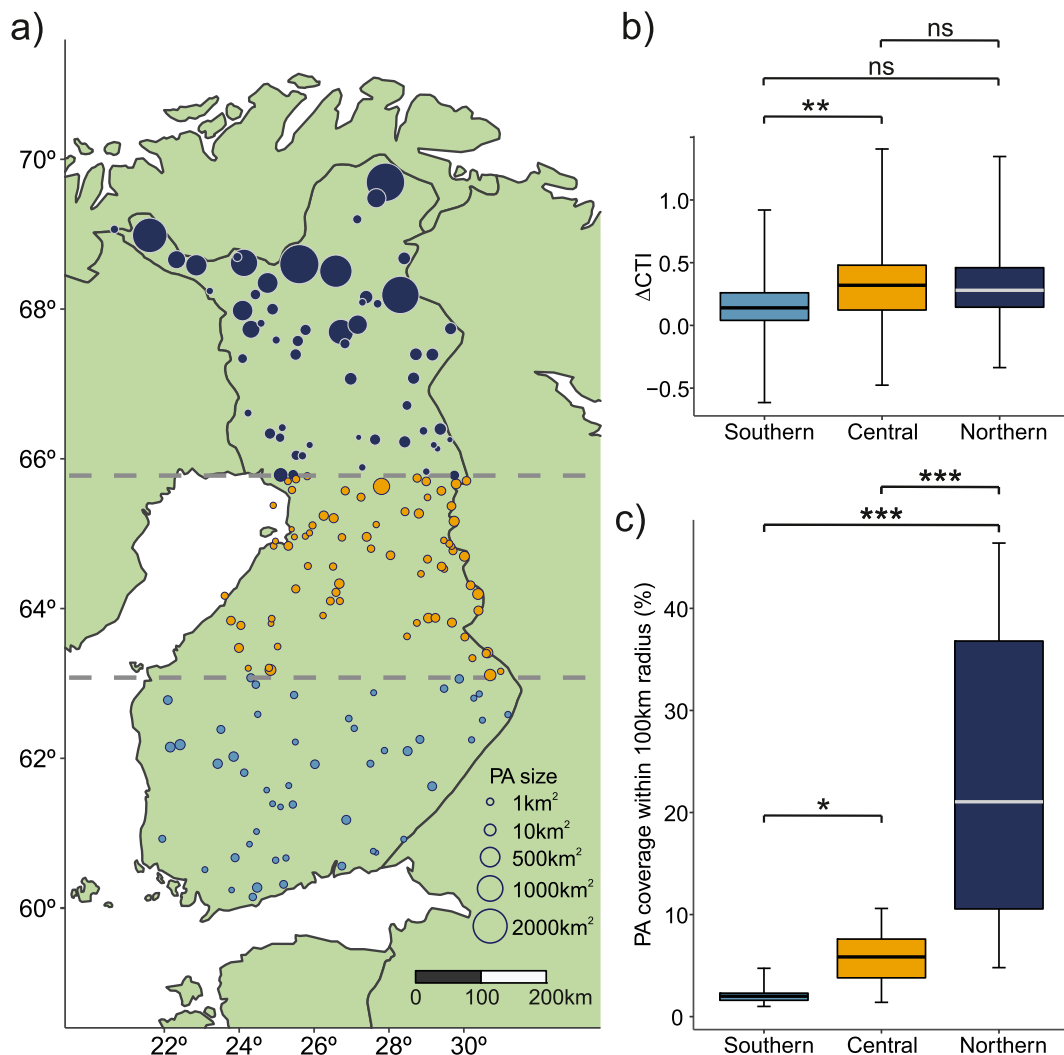 a)
70º
68º
66º
64º
62º
60º
22º
24º
26º
28º
30º
PA size
1km²
10km²
500km²
1000km²
2000km²
0
100
200km
b)
ns
ns
**
ΔCTI
1.0
0.5
0.0
−0.5
Southern
Central
Northern
c)
***
***
*
PA coverage within 100km radius (%)
40
30
20
10
0
Southern
Central
Northern